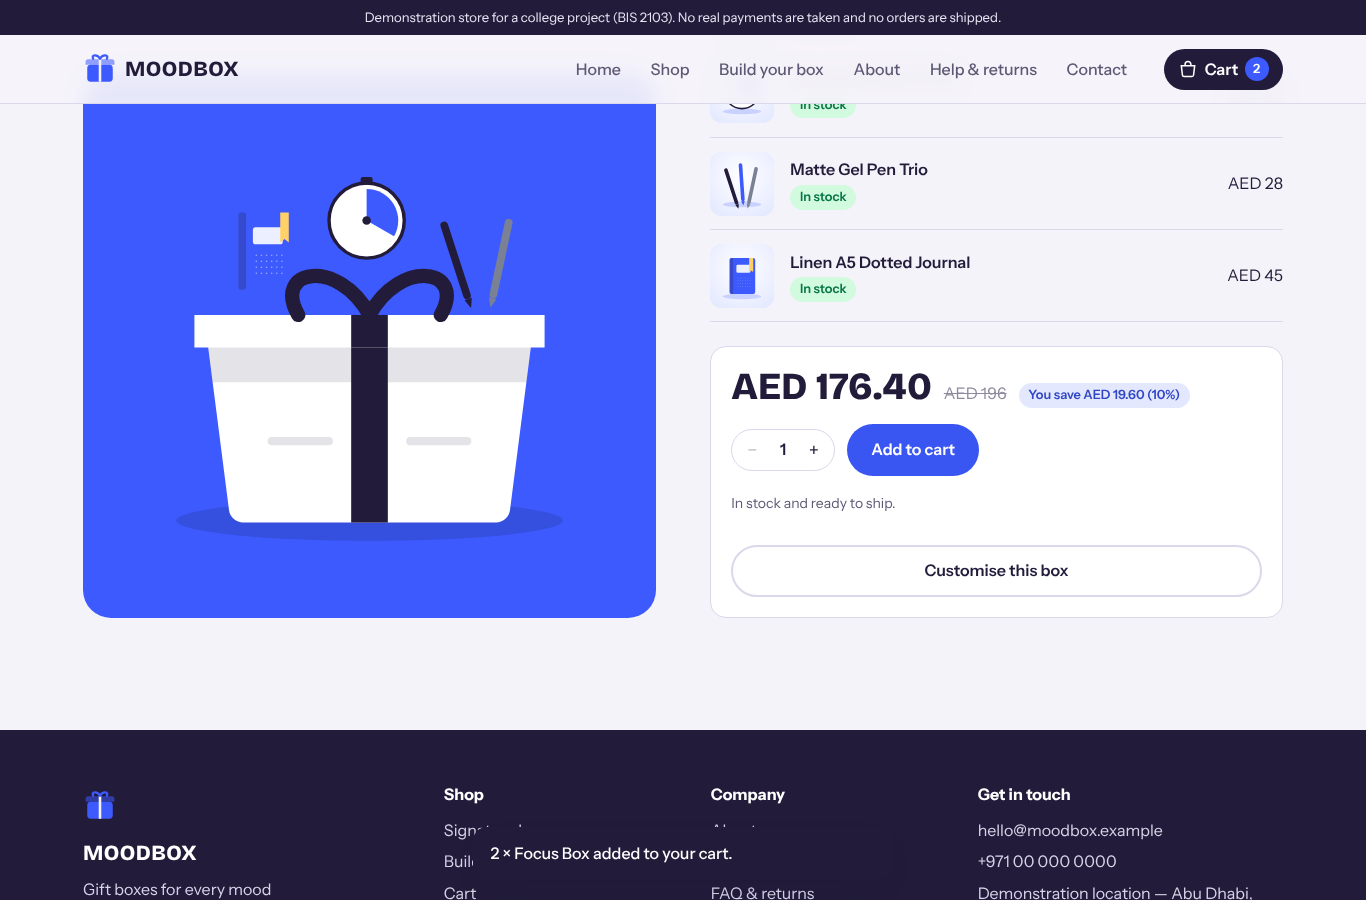 Demonstration store for a college project (BIS 2103). No real payments are taken and no orders are shipped.
MOODBOX
Home
Shop
Build your box
About
Help & returns
Contact
Cart 2
In stock
Matte Gel Pen Trio
In stock
AED 28
Linen A5 Dotted Journal
In stock
AED 45
AED 176.40 AED 196 You save AED 19.60 (10%)
− 1 + Add to cart
In stock and ready to ship.
Customise this box
MOODBOX
Gift boxes for every mood
Shop
Cart
Company
FAQ & returns
Get in touch
hello@moodbox.example
+971 00 000 0000
Demonstration location — Abu Dhabi,
2 × Focus Box added to your cart.